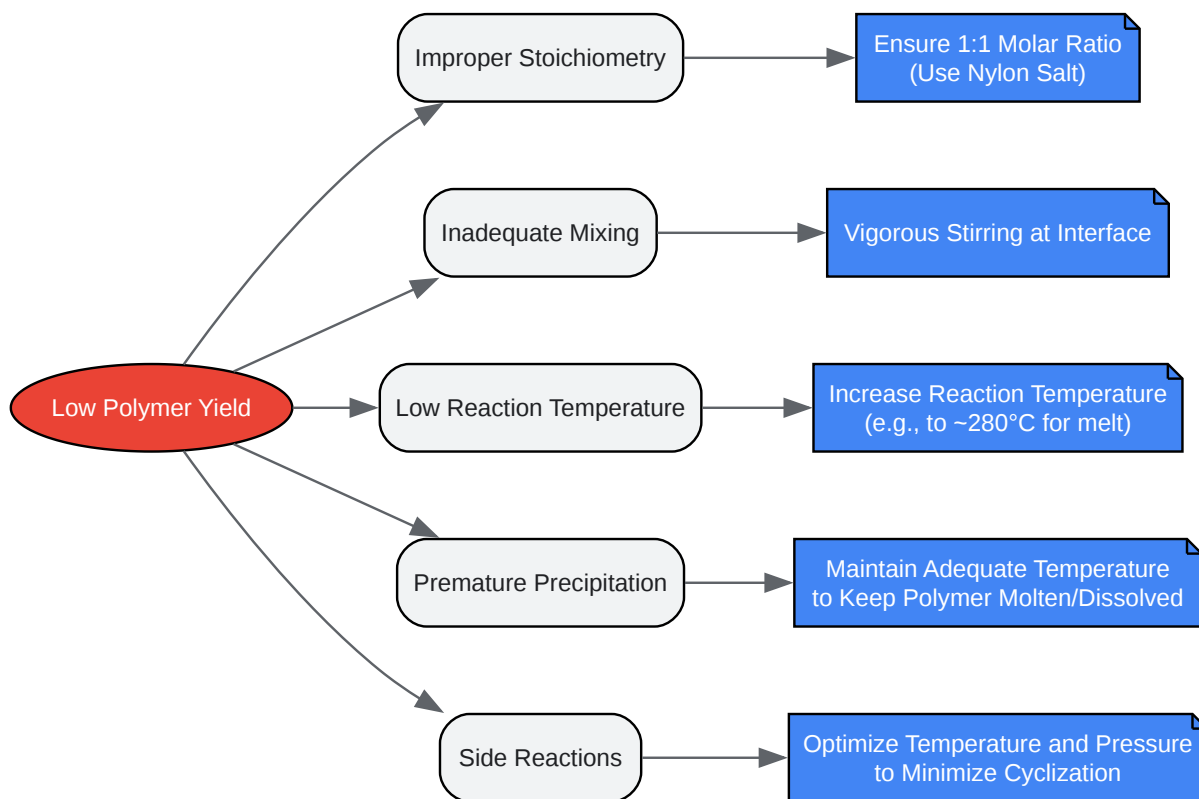 Improper Stoichiometry
Ensure 1:1 Molar Ratio
(Use Nylon Salt)
Inadequate Mixing
Vigorous Stirring at Interface
Low Polymer Yield
Low Reaction Temperature
Increase Reaction Temperature
(e.g., to ~280°C for melt)
Premature Precipitation
Maintain Adequate Temperature
to Keep Polymer Molten/Dissolved
Side Reactions
Optimize Temperature and Pressure
to Minimize Cyclization